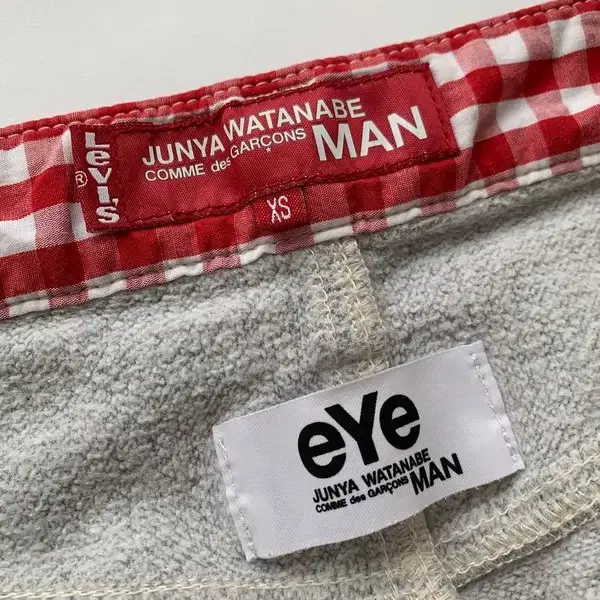 Levi's ®
JUNYA WATANABE
COMME des GARÇONS MAN
XS
eYe
JUNYA WATANABE
COMME des GARÇONS MAN